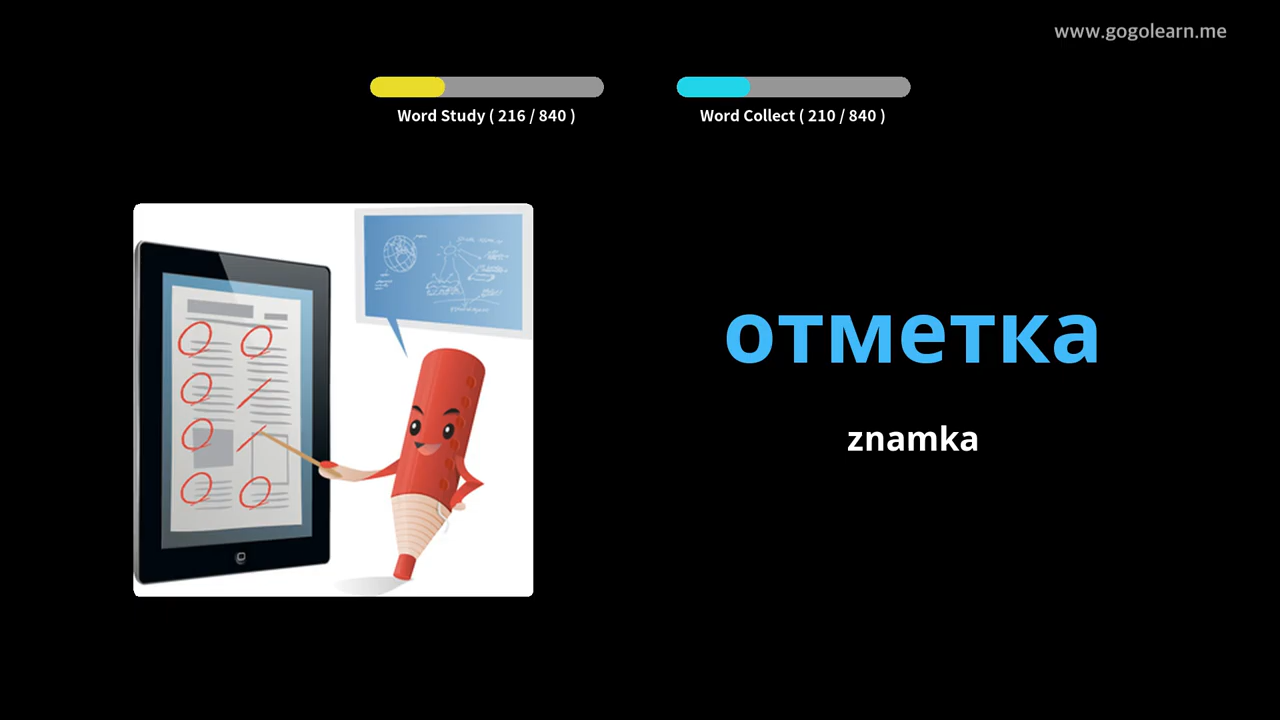 www.gogolearn.me
Word Study ( 216 / 840 )
Word Collect ( 210 / 840 )
отметка
znamka